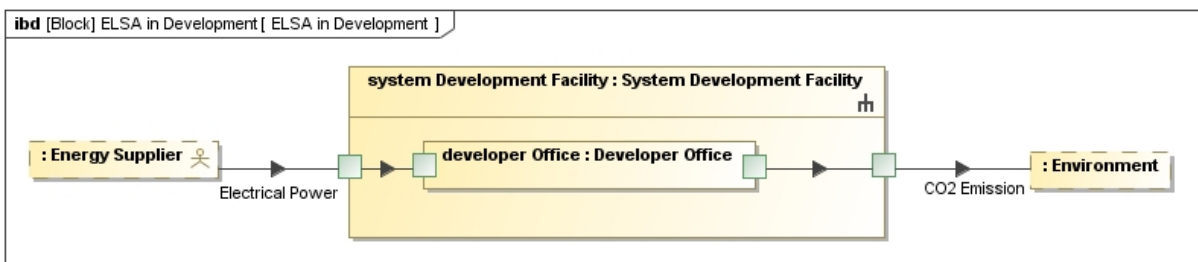 ibd [Block] ELSA in Development [ ELSA in Development ]
system Development Facility : System Development Facility
: Energy Supplier
developer Office : Developer Office
: Environment
Electrical Power
CO2 Emission